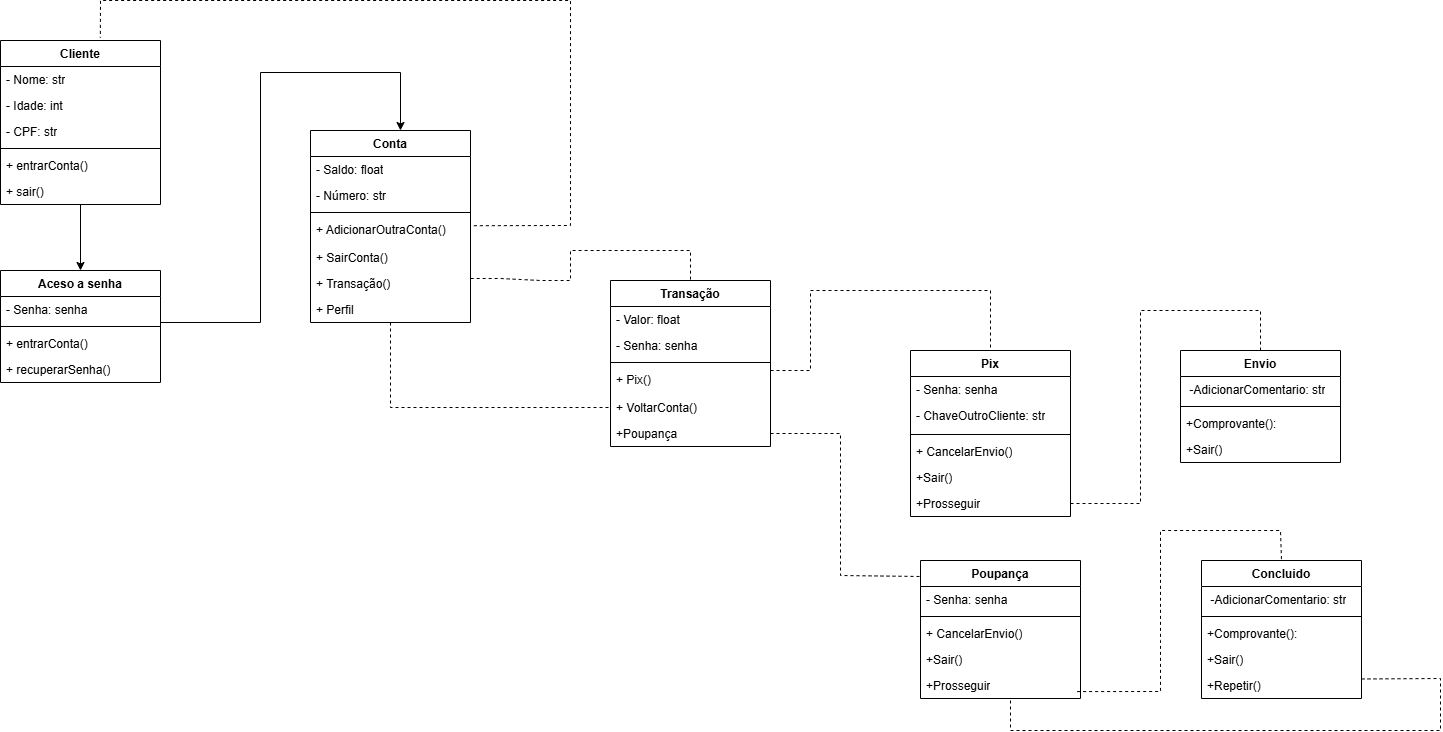 Cliente
- Nome: str
- Idade: int
- CPF: str
+ entrarConta()
+ sair()
Aceso a senha
- Senha: senha
+ entrarConta()
+ recuperarSenha()
Conta
- Saldo: float
- Número: str
+ AdicionarOutraConta()
+ SairConta()
+ Transação()
+ Perfil
Transação
- Valor: float
- Senha: senha
+ Pix()
+ VoltarConta()
+Poupança
Pix
- Senha: senha
- ChaveOutroCliente: str
+ CancelarEnvio()
+Sair()
+Prosseguir
Envio
-AdicionarComentario: str
+Comprovante():
+Sair()
Poupança
- Senha: senha
+ CancelarEnvio()
+Sair()
+Prosseguir
Concluido
-AdicionarComentario: str
+Comprovante():
+Sair()
+Repetir()